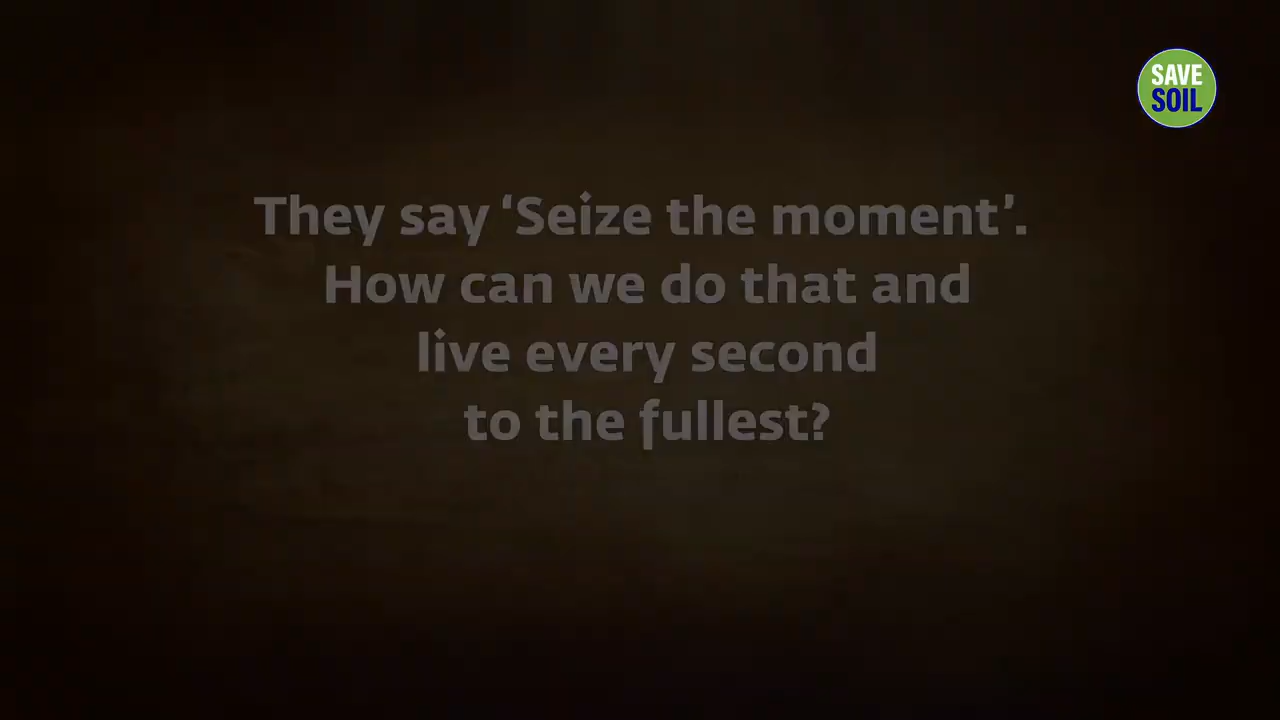 SAVE
SOIL
They say ‘Seize the moment’.
How can we do that and
live every second
to the fullest?